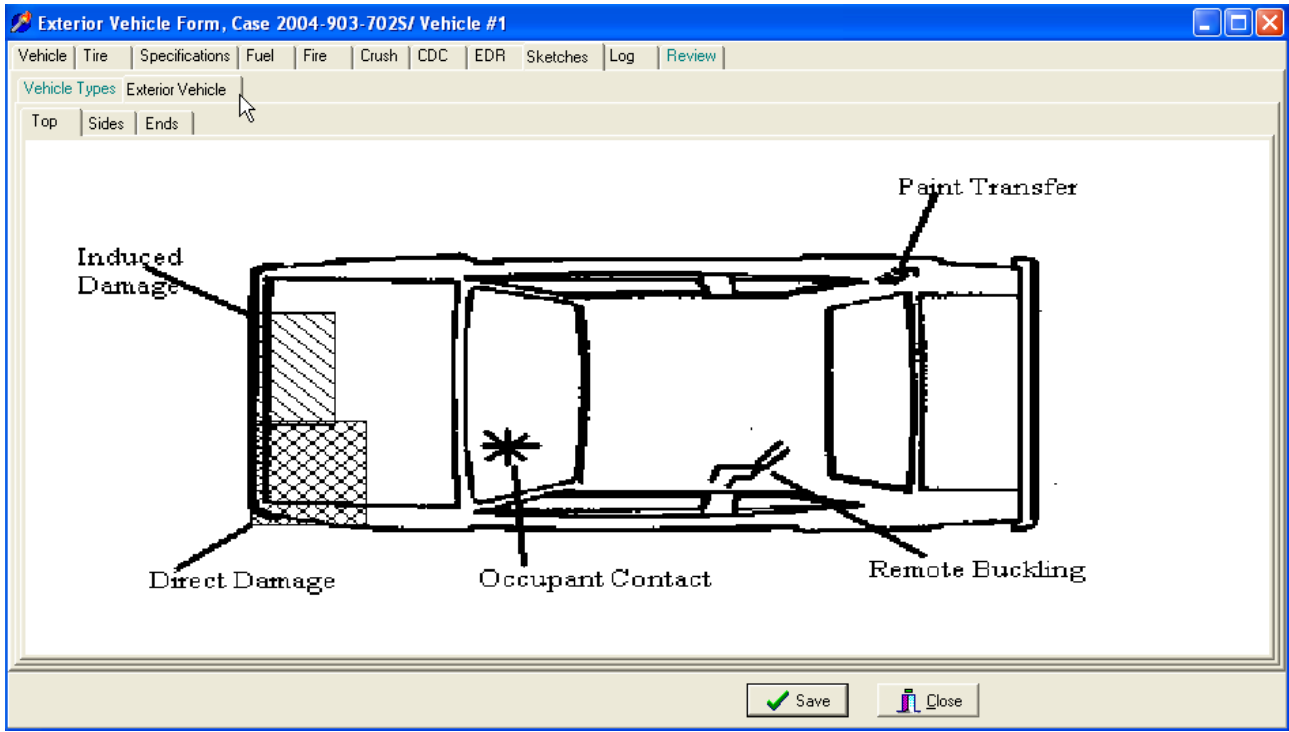 Exterior Vehicle Form, Case 2004-903-702S/ Vehicle #1
Vehicle Tire Specifications Fuel Fire Crush CDC EDR Sketches Log Review
Vehicle Types Exterior Vehicle
Top Sides Ends
Paint Transfer
Induced
Damage
Direct Damage
Occupant Contact
Remote Buckling
Save
Close